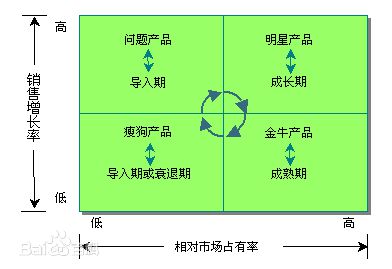 高
问题产品
明星产品
导入期
成长期
销售增长率
瘦狗产品
金牛产品
导入期或衰退期
成熟期
低
低
高
相对市场占有率
Baidu百科